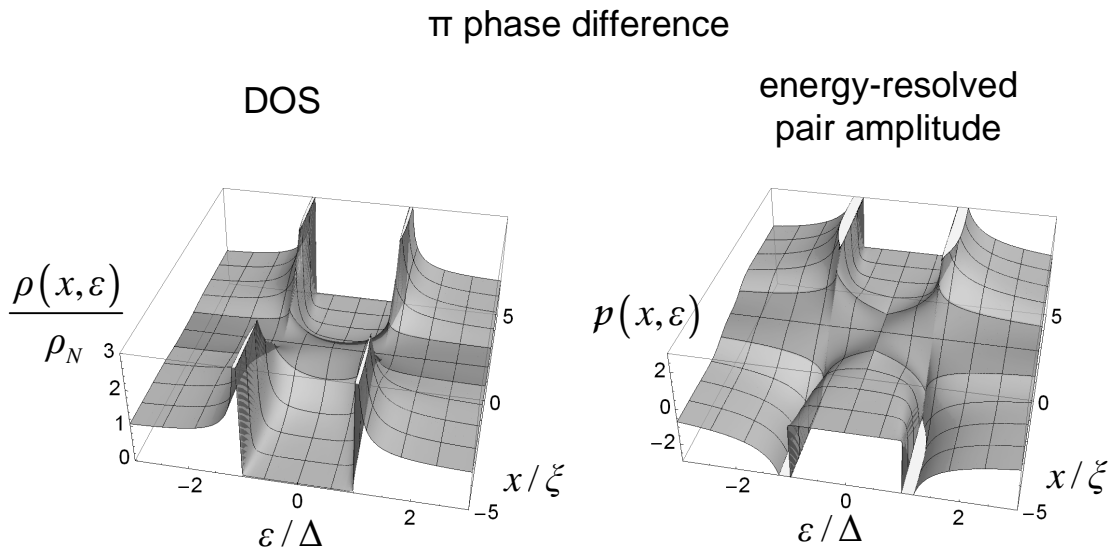 π phase difference
DOS
energy-resolved
pair amplitude
ρ(x,ε)
ρ_N
3
2
1
0
−2
0
2
ε/Δ
5
0
−5
x/ξ
p(x,ε)
2
0
−2
−2
0
2
ε/Δ
5
0
−5
x/ξ